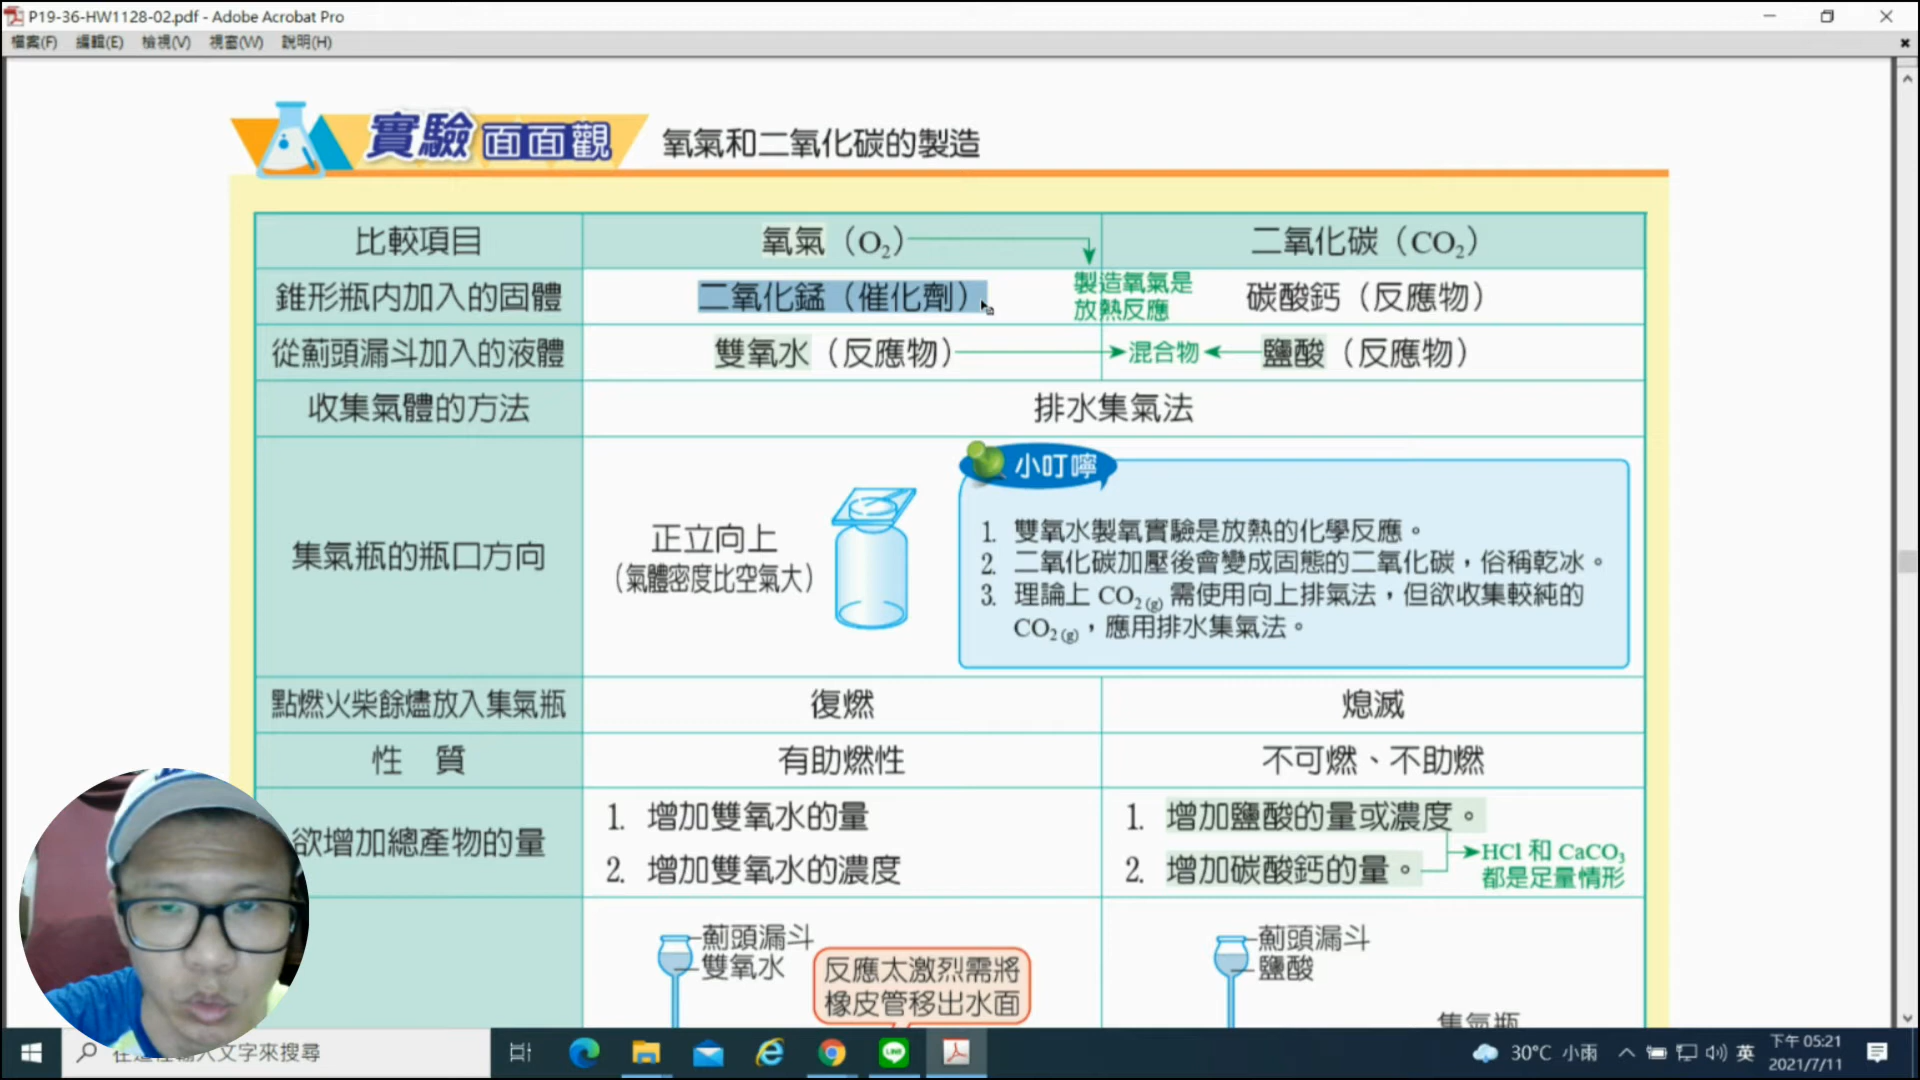 P19-36-HW1128-02.pdf - Adobe Acrobat Pro
檔案(F) 編輯(E) 檢視(V) 視窗(W) 說明(H)
實驗面面觀 氧氣和二氧化碳的製造
比較項目 氧氣（O₂） 二氧化碳（CO₂）
錐形瓶內加入的固體 二氧化錳（催化劑） 碳酸鈣（反應物）
製造氧氣是
放熱反應
從薊頭漏斗加入的液體 雙氧水（反應物） 混合物 鹽酸（反應物）
收集氣體的方法 排水集氣法
集氣瓶的瓶口方向 正立向上
（氣體密度比空氣大）
小叮嚀
1. 雙氧水製氧實驗是放熱的化學反應。
2. 二氧化碳加壓後會變成固態的二氧化碳，俗稱乾冰。
3. 理論上 CO₂(g) 需使用向上排氣法，但欲收集較純的
CO₂(g)，應用排水集氣法。
點燃火柴餘燼放入集氣瓶 復燃 熄滅
性 質 有助燃性 不可燃、不助燃
欲增加總產物的量
1. 增加雙氧水的量
2. 增加雙氧水的濃度
1. 增加鹽酸的量或濃度。
2. 增加碳酸鈣的量。
HCl 和 CaCO₃
都是足量情形
薊頭漏斗
雙氧水
反應太激烈需將
橡皮管移出水面
薊頭漏斗
鹽酸
集氣瓶
在這裡輸入文字來搜尋
30°C 小雨
英
下午 05:21
2021/7/11